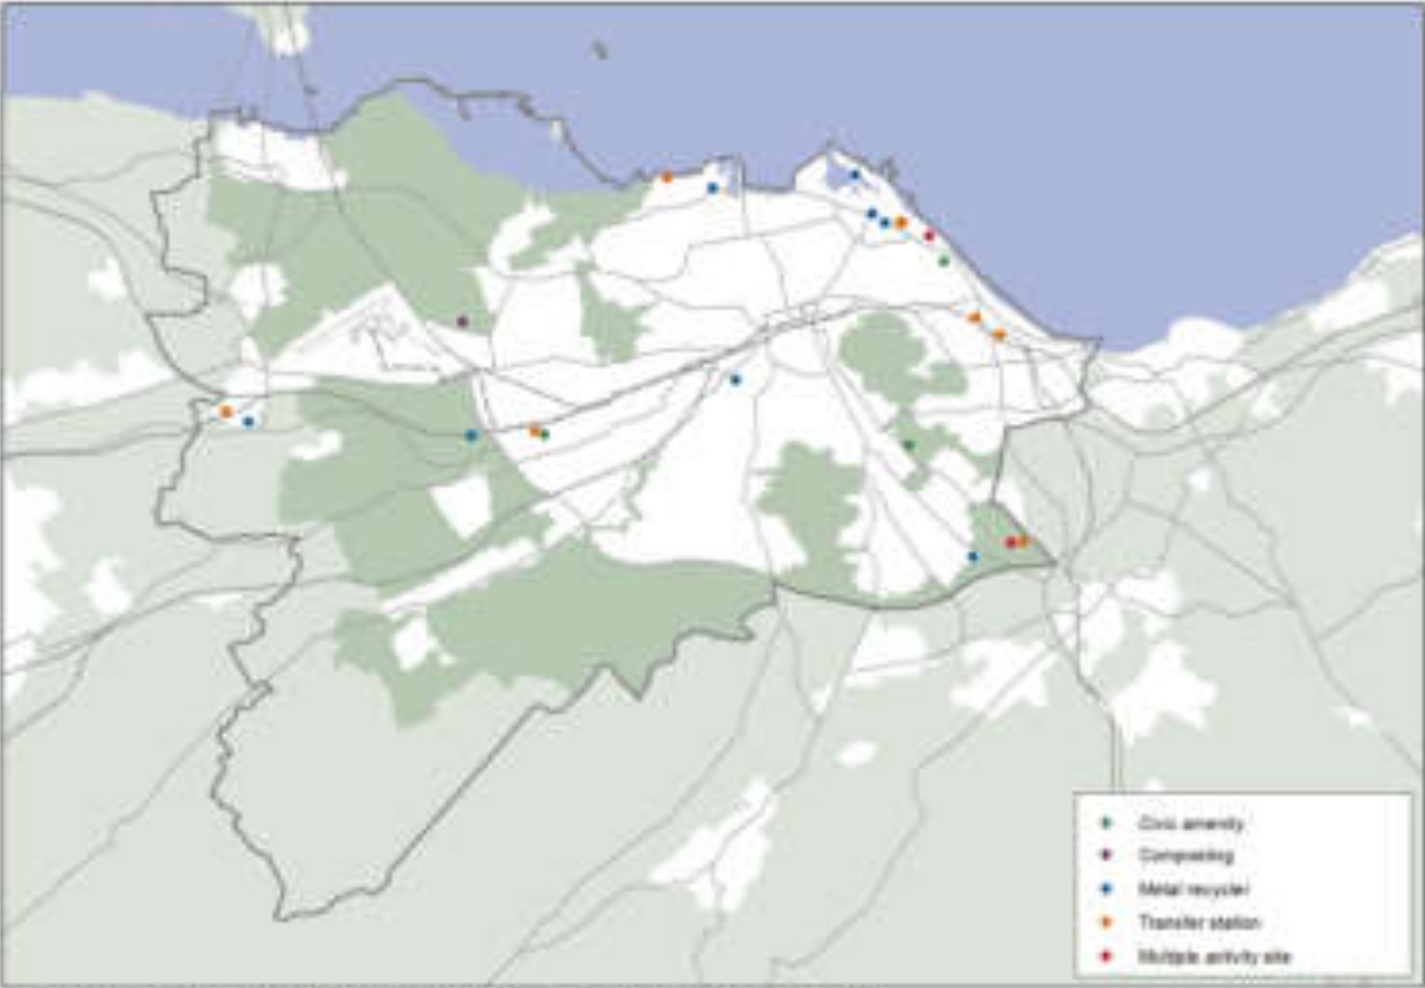 Civic amenity
Composting
Metal recycler
Transfer station
Multiple activity site